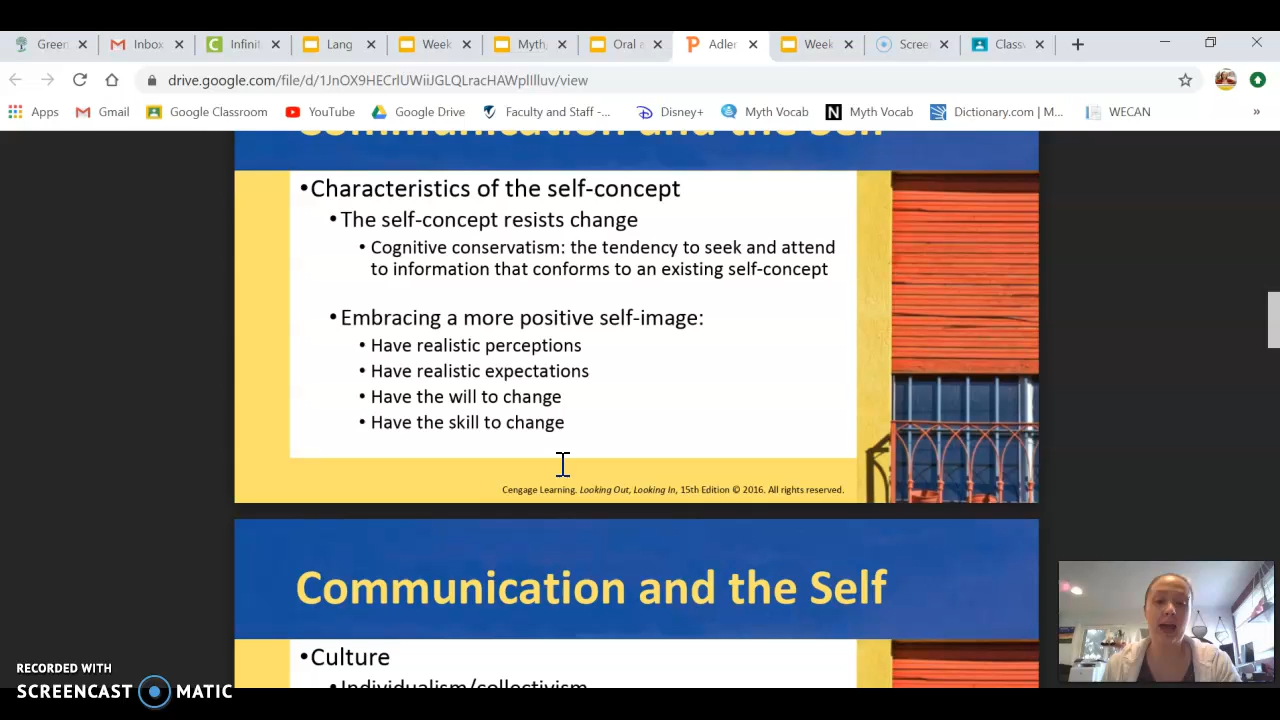 Green
Inbox
Infinit
Lang
Week
Myth,
Oral a
Adler
Week
Scree
Classv
drive.google.com/file/d/1JnOX9HECrlUWiiJGLQLracHAWpllIluv/view
Apps
Gmail
Google Classroom
YouTube
Google Drive
Faculty and Staff -...
Disney+
Myth Vocab
Myth Vocab
Dictionary.com | M...
WECAN
Communication and the Self
•Characteristics of the self-concept
• The self-concept resists change
• Cognitive conservatism: the tendency to seek and attend
to information that conforms to an existing self-concept
• Embracing a more positive self-image:
• Have realistic perceptions
• Have realistic expectations
• Have the will to change
• Have the skill to change
Cengage Learning. Looking Out, Looking In, 15th Edition © 2016. All rights reserved.
Communication and the Self
•Culture
• Individualism/collectivism
RECORDED WITH
SCREENCAST MATIC